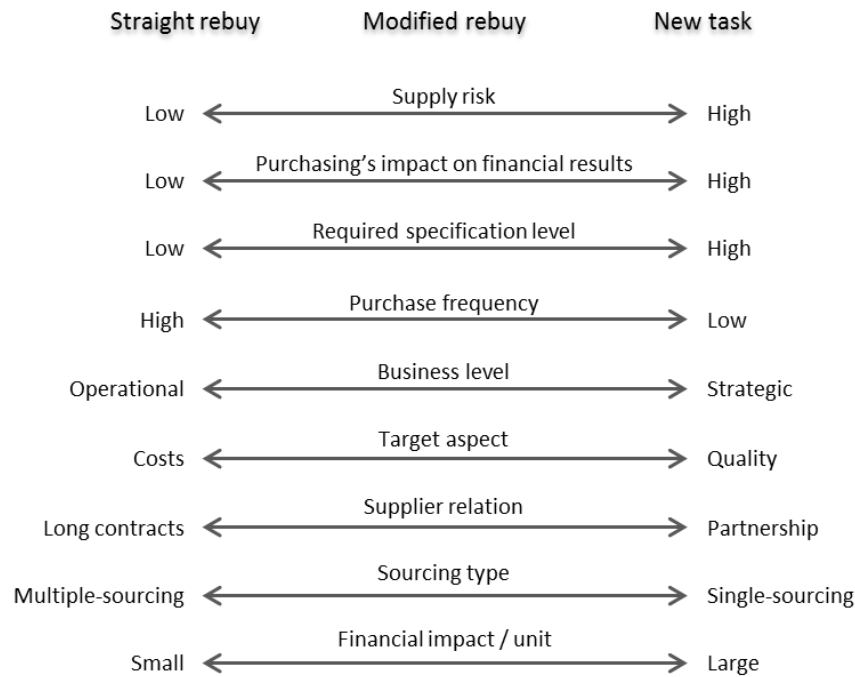 Straight rebuy Modified rebuy New task
Supply risk
Low High
Purchasing's impact on financial results
Low High
Required specification level
Low High
Purchase frequency
High Low
Business level
Operational Strategic
Target aspect
Costs Quality
Supplier relation
Long contracts Partnership
Sourcing type
Multiple-sourcing Single-sourcing
Financial impact / unit
Small Large